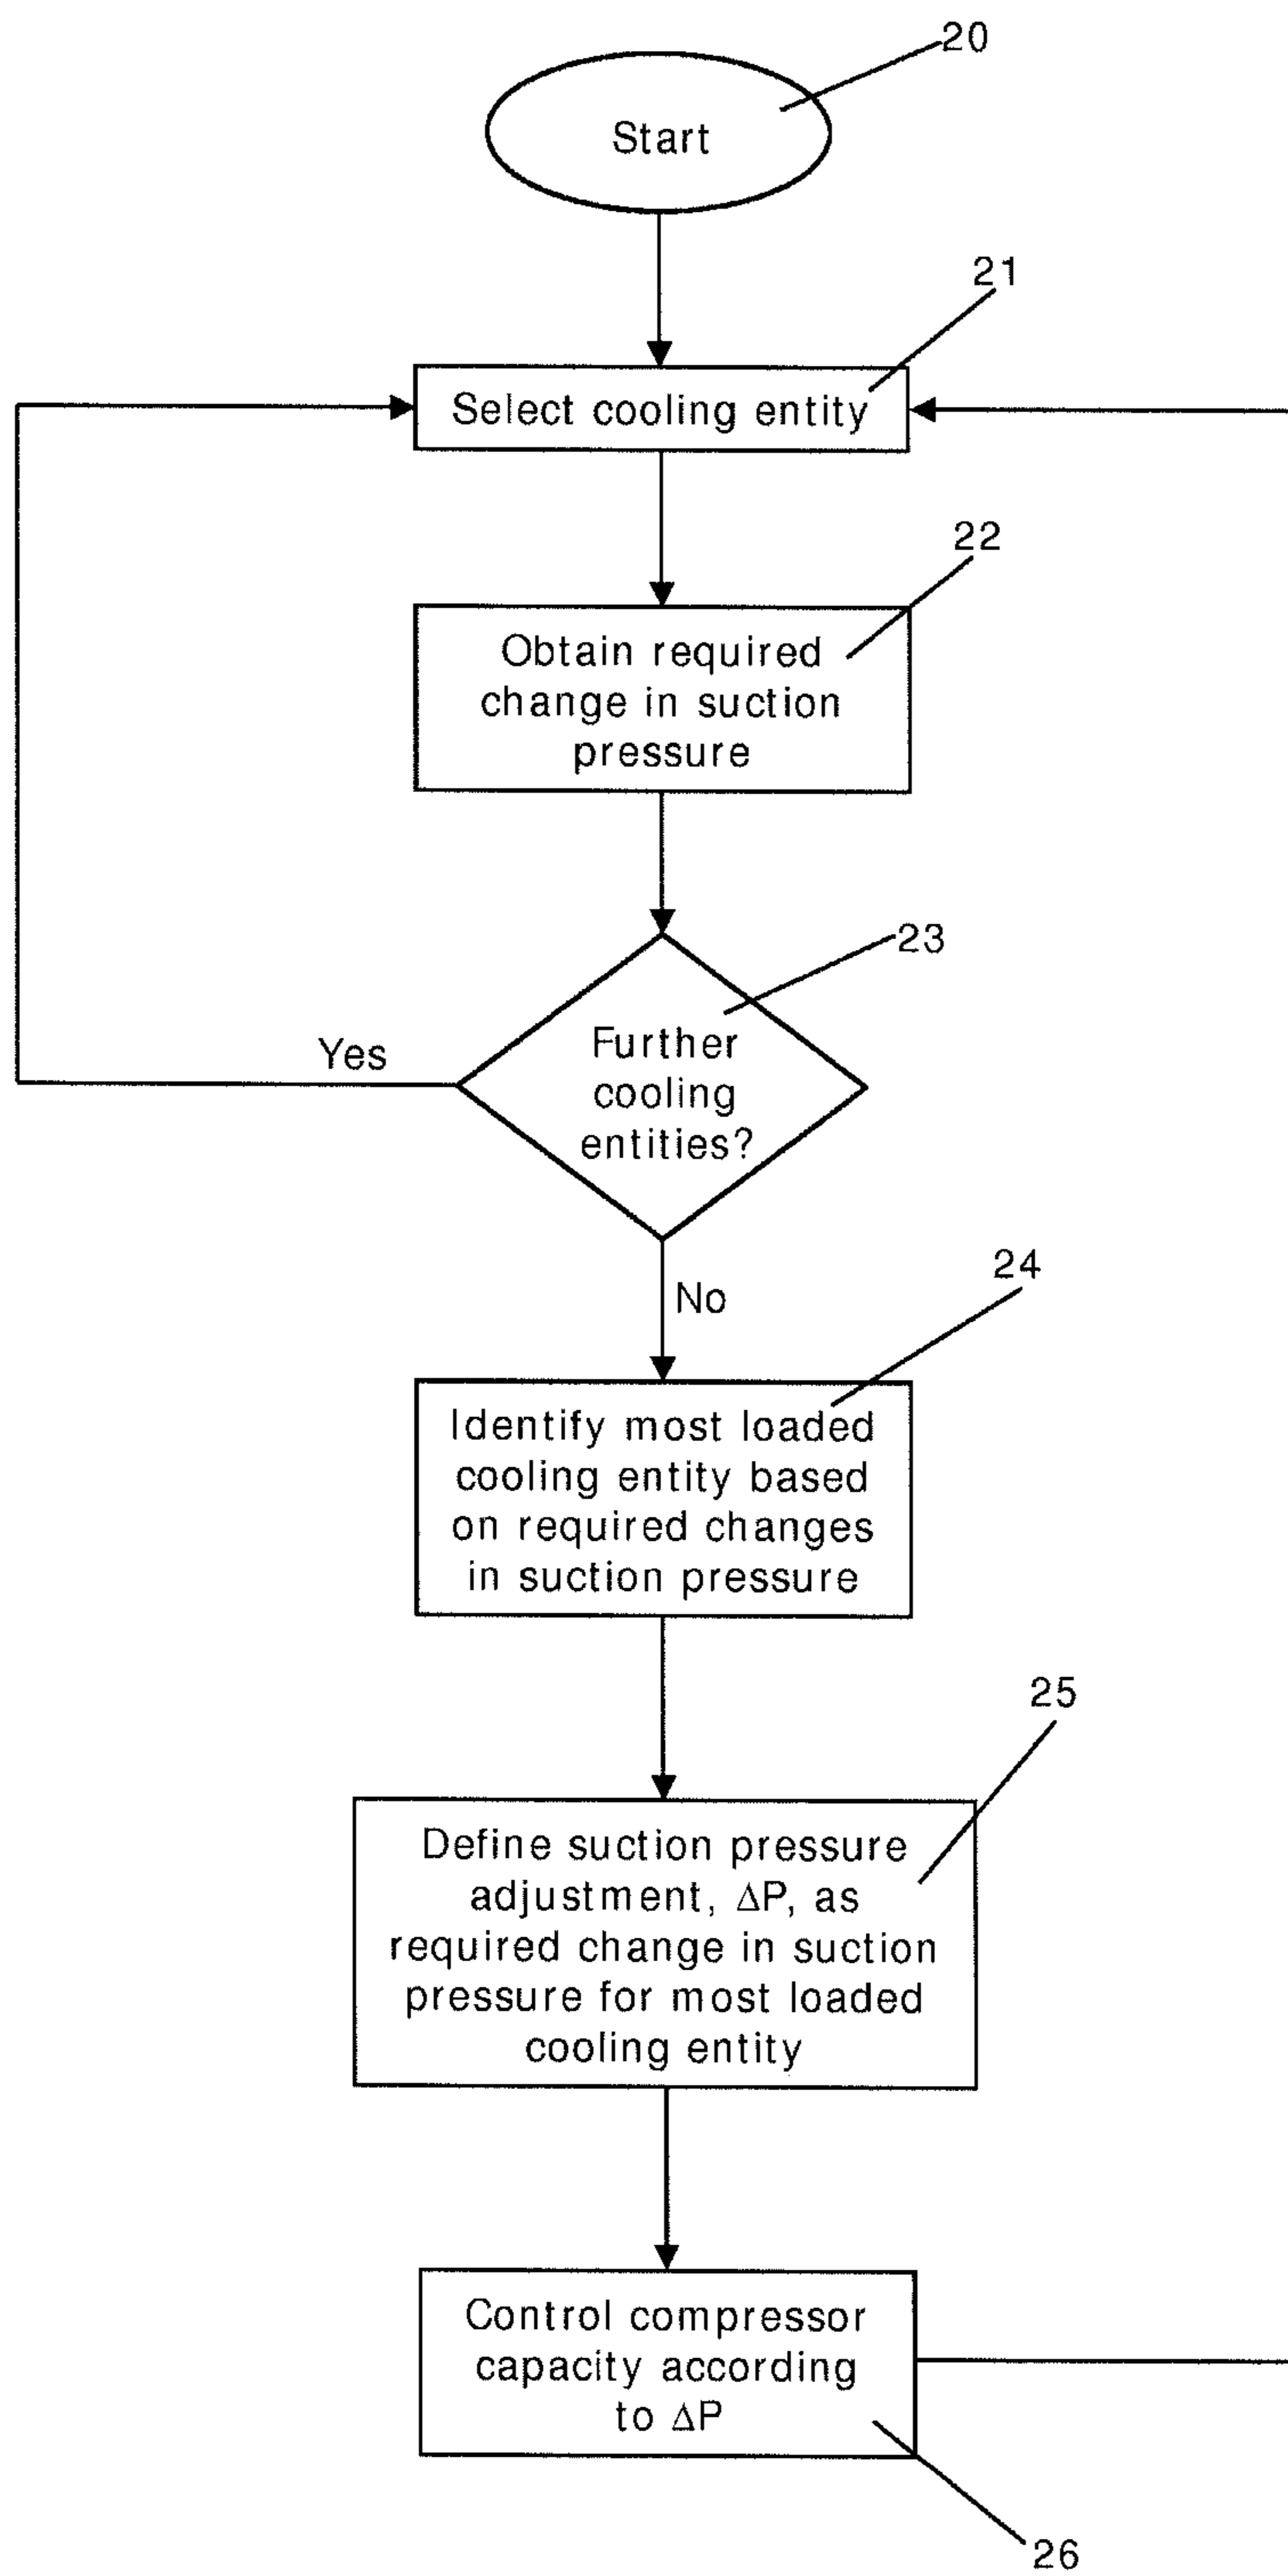 20
Start
21
Select cooling entity
22
Obtain required
change in suction
pressure
23
Further
cooling
entities?
Yes
No
24
Identify most loaded
cooling entity based
on required changes
in suction pressure
25
Define suction pressure
adjustment, ΔP, as
required change in suction
pressure for most loaded
cooling entity
Control compressor
capacity according
to ΔP
26